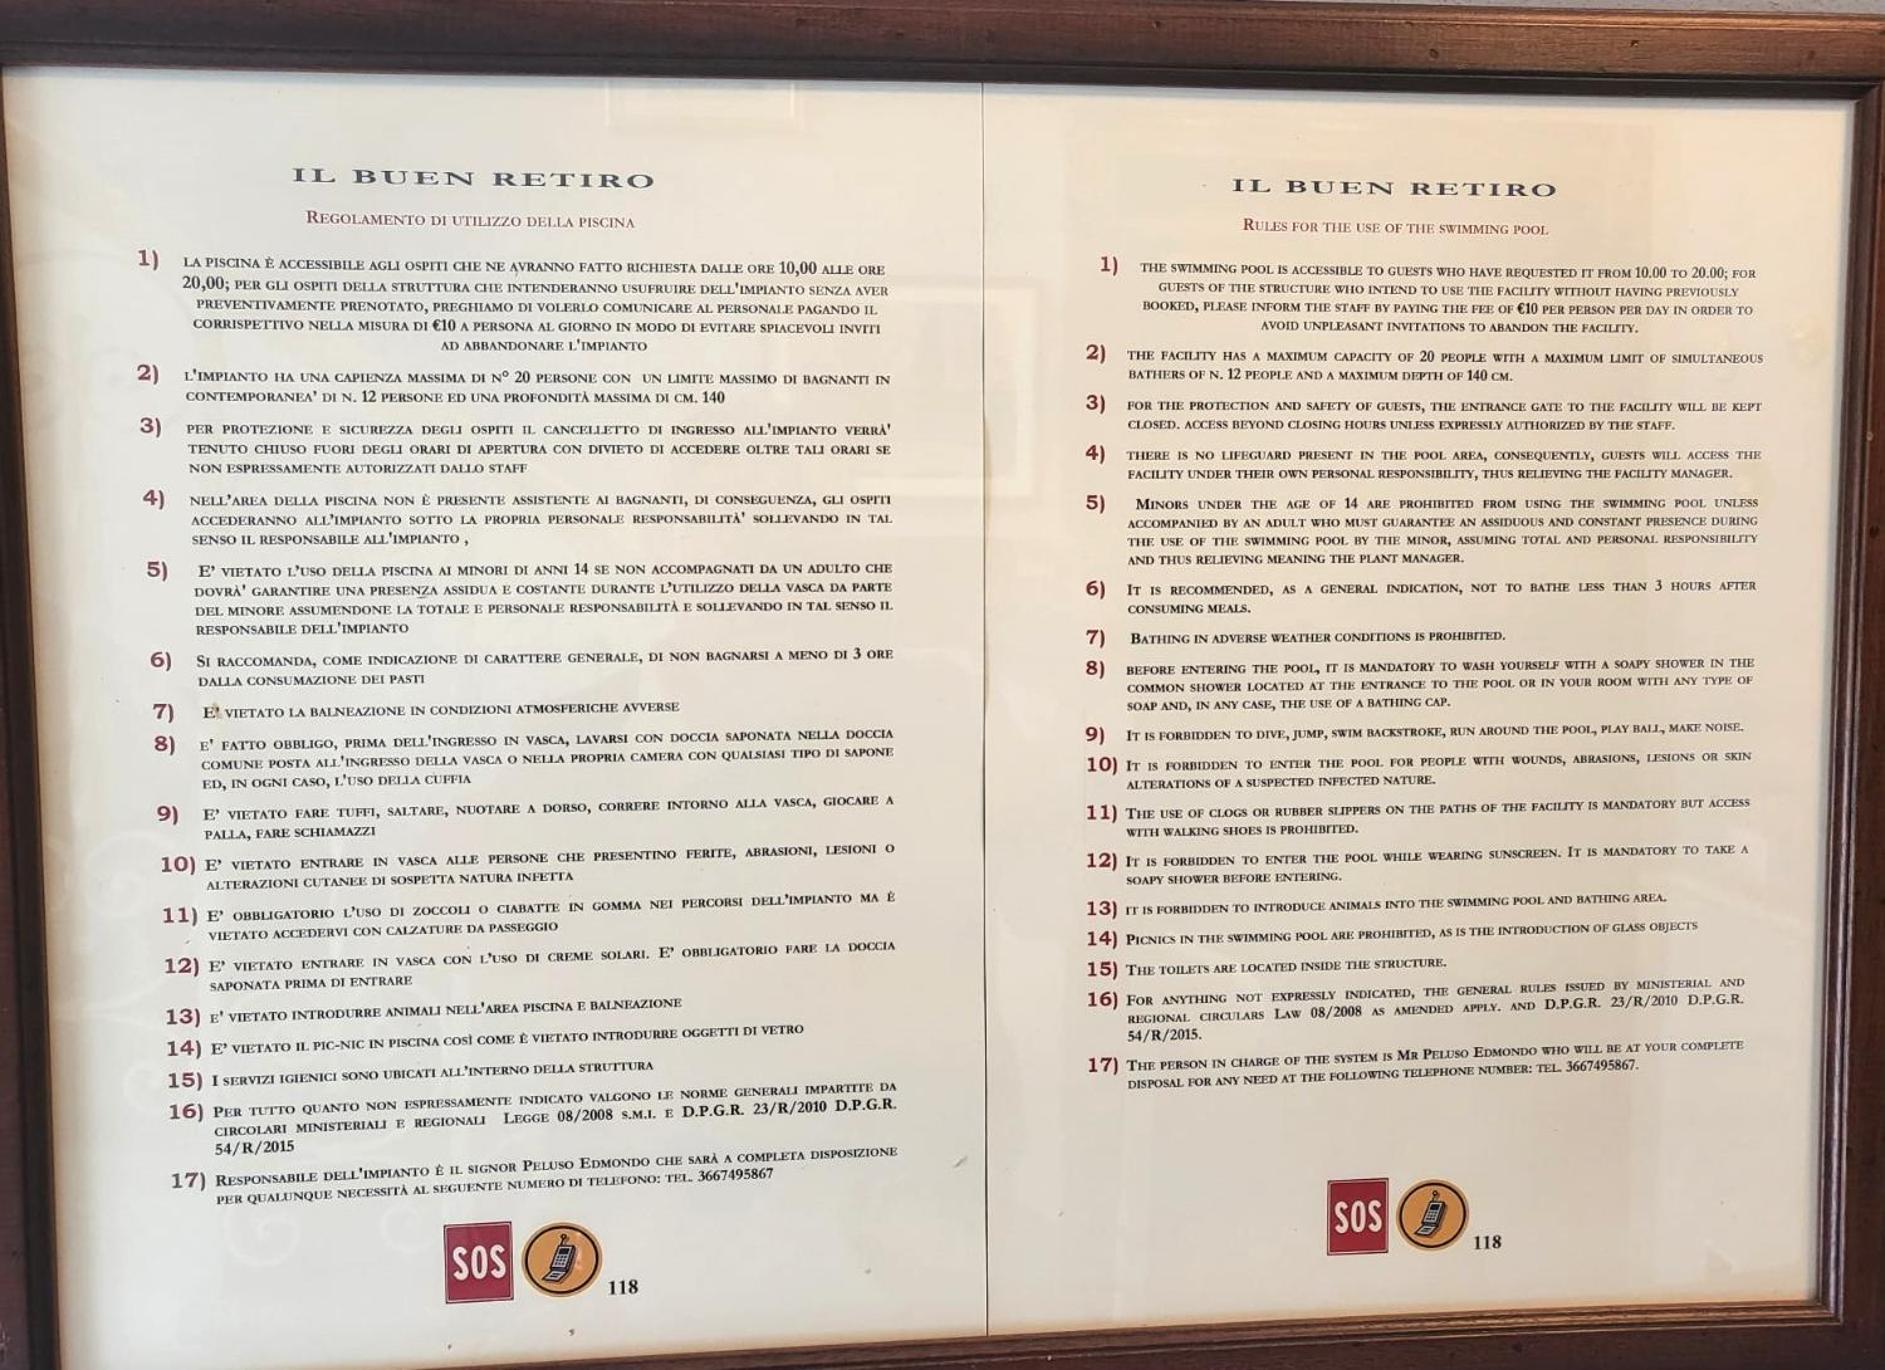 IL BUEN RETIRO
REGOLAMENTO DI UTILIZZO DELLA PISCINA
1) LA PISCINA È ACCESSIBILE AGLI OSPITI CHE NE AVRANNO FATTO RICHIESTA DALLE ORE 10,00 ALLE ORE
20,00; PER GLI OSPITI DELLA STRUTTURA CHE INTENDERANNO USUFRUIRE DELL'IMPIANTO SENZA AVER
PREVENTIVAMENTE PRENOTATO, PREGHIAMO DI VOLERLO COMUNICARE AL PERSONALE PAGANDO IL
CORRISPETTIVO NELLA MISURA DI €10 A PERSONA AL GIORNO IN MODO DI EVITARE SPIACEVOLI INVITI
AD ABBANDONARE L'IMPIANTO
2) L'IMPIANTO HA UNA CAPIENZA MASSIMA DI N° 20 PERSONE CON UN LIMITE MASSIMO DI BAGNANTI IN
CONTEMPORANEA' DI N. 12 PERSONE ED UNA PROFONDITÀ MASSIMA DI CM. 140
3) PER PROTEZIONE E SICUREZZA DEGLI OSPITI IL CANCELLETTO DI INGRESSO ALL'IMPIANTO VERRA'
TENUTO CHIUSO FUORI DEGLI ORARI DI APERTURA CON DIVIETO DI ACCEDERE OLTRE TALI ORARI SE
NON ESPRESSAMENTE AUTORIZZATI DALLO STAFF
4) NELL'AREA DELLA PISCINA NON È PRESENTE ASSISTENTE AI BAGNANTI, DI CONSEGUENZA, GLI OSPITI
ACCEDERANNO ALL'IMPIANTO SOTTO LA PROPRIA PERSONALE RESPONSABILITA' SOLLEVANDO IN TAL
SENSO IL RESPONSABILE ALL'IMPIANTO ,
5) E' VIETATO L'USO DELLA PISCINA AI MINORI DI ANNI 14 SE NON ACCOMPAGNATI DA UN ADULTO CHE
DOVRA' GARANTIRE UNA PRESENZA ASSIDUA E COSTANTE DURANTE L'UTILIZZO DELLA VASCA DA PARTE
DEL MINORE ASSUMENDONE LA TOTALE E PERSONALE RESPONSABILITÀ E SOLLEVANDO IN TAL SENSO IL
RESPONSABILE DELL'IMPIANTO
6) SI RACCOMANDA, COME INDICAZIONE DI CARATTERE GENERALE, DI NON BAGNARSI A MENO DI 3 ORE
DALLA CONSUMAZIONE DEI PASTI
7) E' VIETATO LA BALNEAZIONE IN CONDIZIONI ATMOSFERICHE AVVERSE
8) E' FATTO OBBLIGO, PRIMA DELL'INGRESSO IN VASCA, LAVARSI CON DOCCIA SAPONATA NELLA DOCCIA
COMUNE POSTA ALL'INGRESSO DELLA VASCA O NELLA PROPRIA CAMERA CON QUALSIASI TIPO DI SAPONE
ED, IN OGNI CASO, L'USO DELLA CUFFIA
9) E' VIETATO FARE TUFFI, SALTARE, NUOTARE A DORSO, CORRERE INTORNO ALLA VASCA, GIOCARE A
PALLA, FARE SCHIAMAZZI
10) E' VIETATO ENTRARE IN VASCA ALLE PERSONE CHE PRESENTINO FERITE, ABRASIONI, LESIONI O
ALTERAZIONI CUTANEE DI SOSPETTA NATURA INFETTA
11) E' OBBLIGATORIO L'USO DI ZOCCOLI O CIABATTE IN GOMMA NEI PERCORSI DELL'IMPIANTO MA È
VIETATO ACCEDERVI CON CALZATURE DA PASSEGGIO
12) E' VIETATO ENTRARE IN VASCA CON L'USO DI CREME SOLARI. E' OBBLIGATORIO FARE LA DOCCIA
SAPONATA PRIMA DI ENTRARE
13) E' VIETATO INTRODURRE ANIMALI NELL'AREA PISCINA E BALNEAZIONE
14) E' VIETATO IL PIC-NIC IN PISCINA COSÌ COME È VIETATO INTRODURRE OGGETTI DI VETRO
15) I SERVIZI IGIENICI SONO UBICATI ALL'INTERNO DELLA STRUTTURA
16) PER TUTTO QUANTO NON ESPRESSAMENTE INDICATO VALGONO LE NORME GENERALI IMPARTITE DA
CIRCOLARI MINISTERIALI E REGIONALI LEGGE 08/2008 S.M.I. E D.P.G.R. 23/R/2010 D.P.G.R.
54/R/2015
17) RESPONSABILE DELL'IMPIANTO È IL SIGNOR PELUSO EDMONDO CHE SARÀ A COMPLETA DISPOSIZIONE
PER QUALUNQUE NECESSITÀ AL SEGUENTE NUMERO DI TELEFONO: TEL. 3667495867
SOS 118
IL BUEN RETIRO
RULES FOR THE USE OF THE SWIMMING POOL
1) THE SWIMMING POOL IS ACCESSIBLE TO GUESTS WHO HAVE REQUESTED IT FROM 10.00 TO 20.00; FOR
GUESTS OF THE STRUCTURE WHO INTEND TO USE THE FACILITY WITHOUT HAVING PREVIOUSLY
BOOKED, PLEASE INFORM THE STAFF BY PAYING THE FEE OF €10 PER PERSON PER DAY IN ORDER TO
AVOID UNPLEASANT INVITATIONS TO ABANDON THE FACILITY.
2) THE FACILITY HAS A MAXIMUM CAPACITY OF 20 PEOPLE WITH A MAXIMUM LIMIT OF SIMULTANEOUS
BATHERS OF N. 12 PEOPLE AND A MAXIMUM DEPTH OF 140 CM.
3) FOR THE PROTECTION AND SAFETY OF GUESTS, THE ENTRANCE GATE TO THE FACILITY WILL BE KEPT
CLOSED. ACCESS BEYOND CLOSING HOURS UNLESS EXPRESSLY AUTHORIZED BY THE STAFF.
4) THERE IS NO LIFEGUARD PRESENT IN THE POOL AREA, CONSEQUENTLY, GUESTS WILL ACCESS THE
FACILITY UNDER THEIR OWN PERSONAL RESPONSIBILITY, THUS RELIEVING THE FACILITY MANAGER.
5) MINORS UNDER THE AGE OF 14 ARE PROHIBITED FROM USING THE SWIMMING POOL UNLESS
ACCOMPANIED BY AN ADULT WHO MUST GUARANTEE AN ASSIDUOUS AND CONSTANT PRESENCE DURING
THE USE OF THE SWIMMING POOL BY THE MINOR, ASSUMING TOTAL AND PERSONAL RESPONSIBILITY
AND THUS RELIEVING MEANING THE PLANT MANAGER.
6) IT IS RECOMMENDED, AS A GENERAL INDICATION, NOT TO BATHE LESS THAN 3 HOURS AFTER
CONSUMING MEALS.
7) BATHING IN ADVERSE WEATHER CONDITIONS IS PROHIBITED.
8) BEFORE ENTERING THE POOL, IT IS MANDATORY TO WASH YOURSELF WITH A SOAPY SHOWER IN THE
COMMON SHOWER LOCATED AT THE ENTRANCE TO THE POOL OR IN YOUR ROOM WITH ANY TYPE OF
SOAP AND, IN ANY CASE, THE USE OF A BATHING CAP.
9) IT IS FORBIDDEN TO DIVE, JUMP, SWIM BACKSTROKE, RUN AROUND THE POOL, PLAY BALL, MAKE NOISE.
10) IT IS FORBIDDEN TO ENTER THE POOL FOR PEOPLE WITH WOUNDS, ABRASIONS, LESIONS OR SKIN
ALTERATIONS OF A SUSPECTED INFECTED NATURE.
11) THE USE OF CLOGS OR RUBBER SLIPPERS ON THE PATHS OF THE FACILITY IS MANDATORY BUT ACCESS
WITH WALKING SHOES IS PROHIBITED.
12) IT IS FORBIDDEN TO ENTER THE POOL WHILE WEARING SUNSCREEN. IT IS MANDATORY TO TAKE A
SOAPY SHOWER BEFORE ENTERING.
13) IT IS FORBIDDEN TO INTRODUCE ANIMALS INTO THE SWIMMING POOL AND BATHING AREA.
14) PICNICS IN THE SWIMMING POOL ARE PROHIBITED, AS IS THE INTRODUCTION OF GLASS OBJECTS
15) THE TOILETS ARE LOCATED INSIDE THE STRUCTURE.
16) FOR ANYTHING NOT EXPRESSLY INDICATED, THE GENERAL RULES ISSUED BY MINISTERIAL AND
REGIONAL CIRCULARS LAW 08/2008 AS AMENDED APPLY. AND D.P.G.R. 23/R/2010 D.P.G.R.
54/R/2015.
17) THE PERSON IN CHARGE OF THE SYSTEM IS MR PELUSO EDMONDO WHO WILL BE AT YOUR COMPLETE
DISPOSAL FOR ANY NEED AT THE FOLLOWING TELEPHONE NUMBER: TEL. 3667495867.
SOS 118